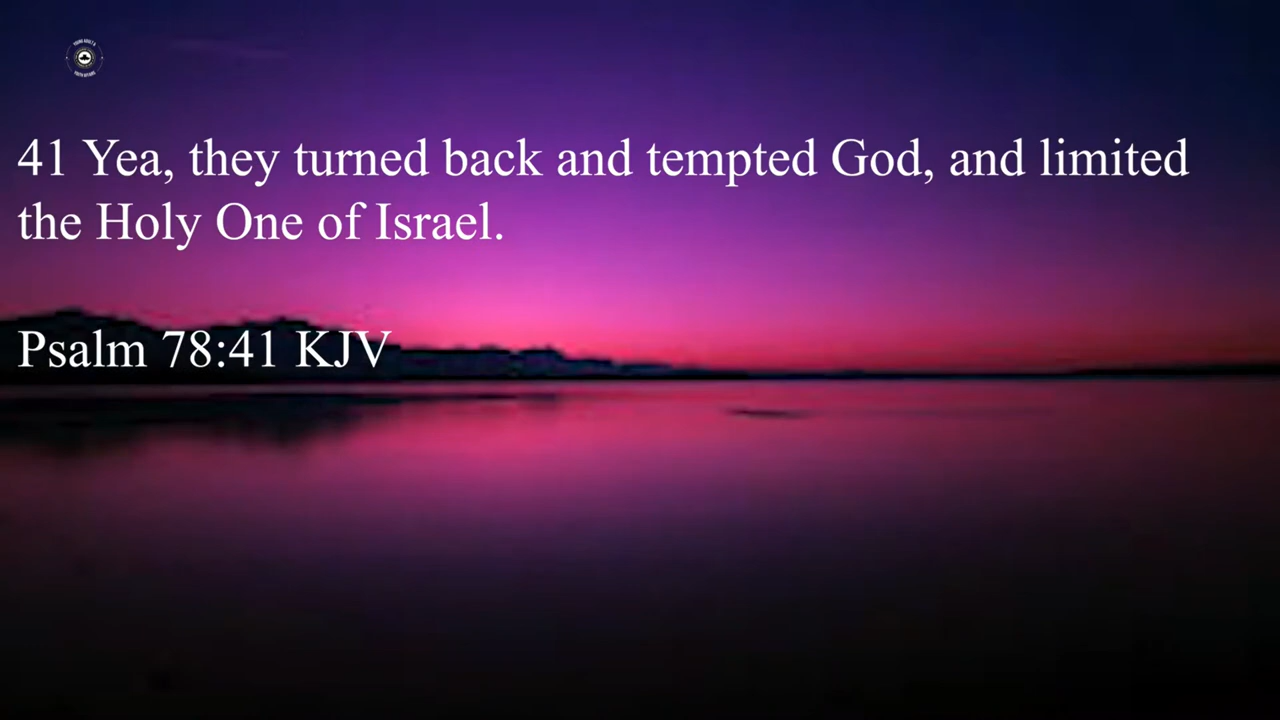 41 Yea, they turned back and tempted God, and limited
the Holy One of Israel.
Psalm 78:41 KJV